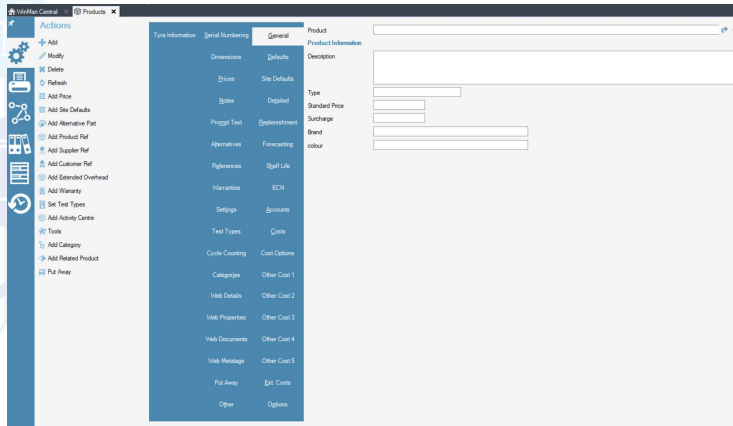 WinMan Central
Products
Actions
Add
Modify
Delete
Refresh
Add Price
Add Site Defaults
Add Alternative Part
Add Product Ref
Add Supplier Ref
Add Customer Ref
Add Extended Overhead
Add Warranty
Set Test Types
Add Activity Centre
Tools
Add Category
Add Related Product
Put Away
Tyre Information Serial Numbering General
Dimensions Defaults
Prices Site Defaults
Notes Detailed
Prompt Text Replenishment
Alternatives Forecasting
References Shelf Life
Warranties ECN
Settings Accounts
Test Types Costs
Cycle Counting Cost Options
Categories Other Cost 1
Web Details Other Cost 2
Web Properties Other Cost 3
Web Documents Other Cost 4
Web Metatags Other Cost 5
Put Away Ext. Costs
Other Options
Product
Product Information
Description
Type
Standard Price
Surcharge
Brand
colour